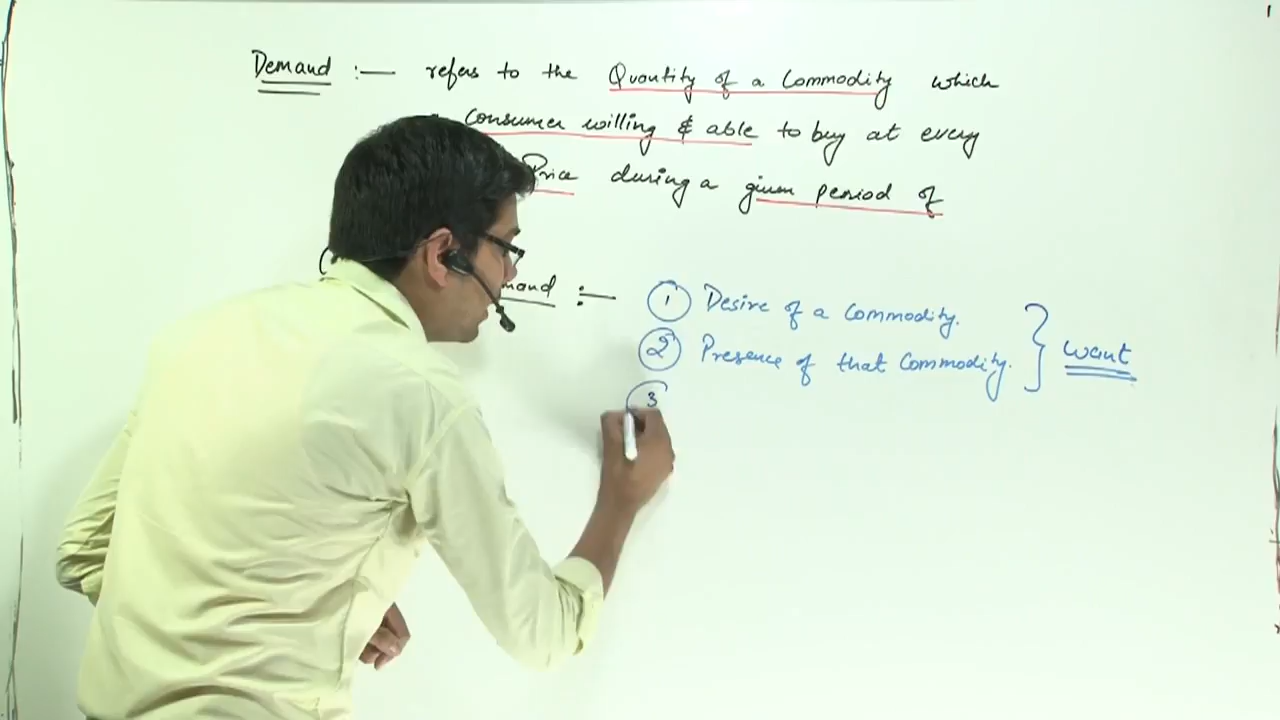 Demand :— refers to the Quantity of a Commodity which
Consumer willing & able to buy at every
Price during a given period of
mand :— ① Desire of a Commodity.
② Presence of that Commodity. } want
3